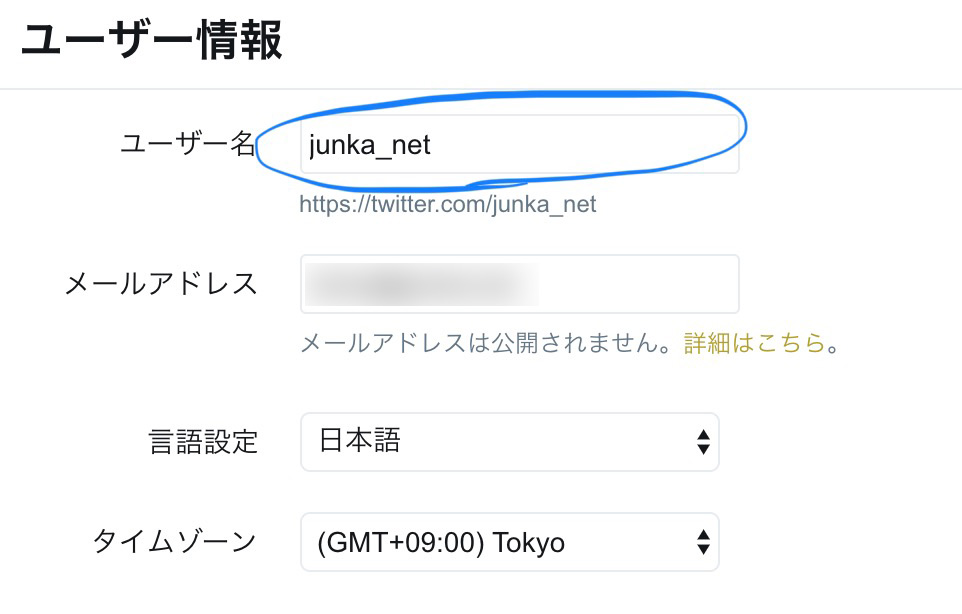 ユーザー情報
ユーザー名
junka_net
https://twitter.com/junka_net
メールアドレス
メールアドレスは公開されません。詳細はこちら。
言語設定
日本語
タイムゾーン
(GMT+09:00) Tokyo